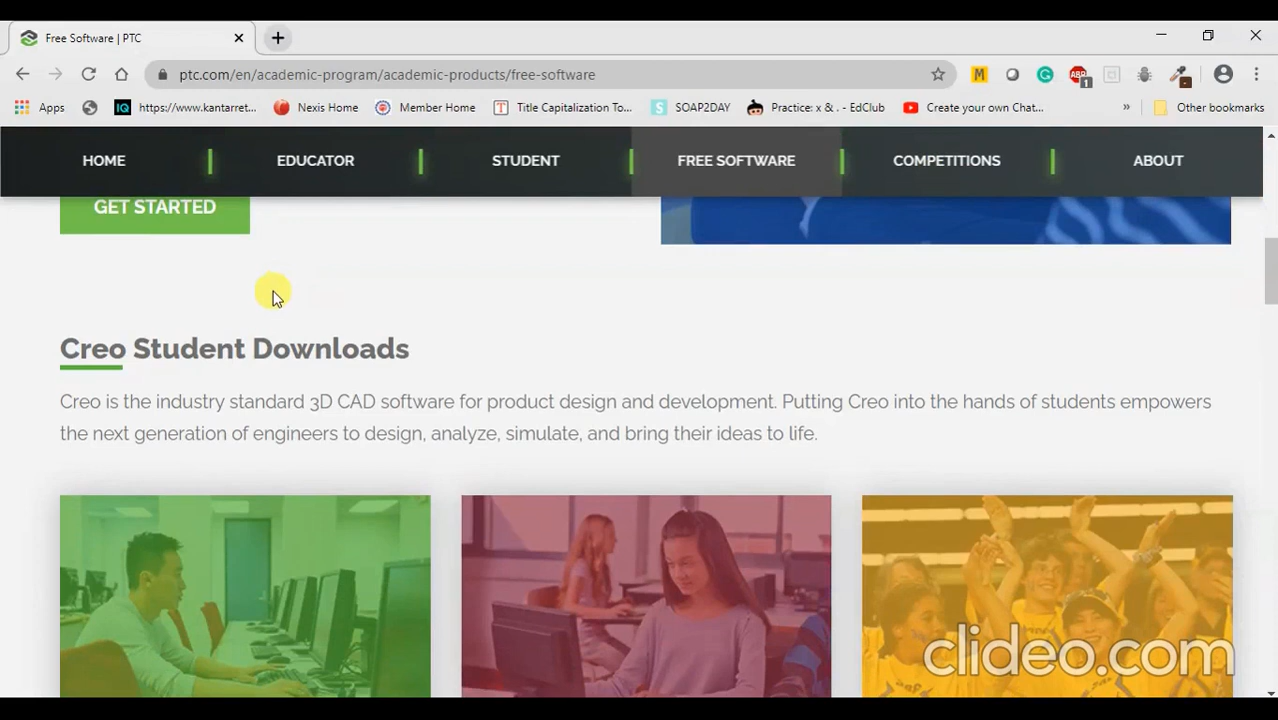 Free Software | PTC
ptc.com/en/academic-program/academic-products/free-software
M
ABP
1
Apps
IQ
https://www.kantarret...
Nexis Home
Member Home
T
Title Capitalization To...
S
SOAP2DAY
Practice: x & . - EdClub
Create your own Chat...
»
Other bookmarks
HOME
EDUCATOR
STUDENT
FREE SOFTWARE
COMPETITIONS
ABOUT
GET STARTED
Creo Student Downloads
Creo is the industry standard 3D CAD software for product design and development. Putting Creo into the hands of students empowers
the next generation of engineers to design, analyze, simulate, and bring their ideas to life.
clideo.com